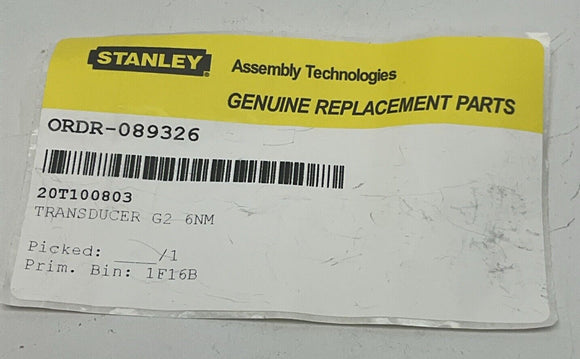 STANLEY
Assembly Technologies
GENUINE REPLACEMENT PARTS
ORDR-089326
20T100803
TRANSDUCER G2 6NM
Picked: ____/1
Prim. Bin: 1F16B